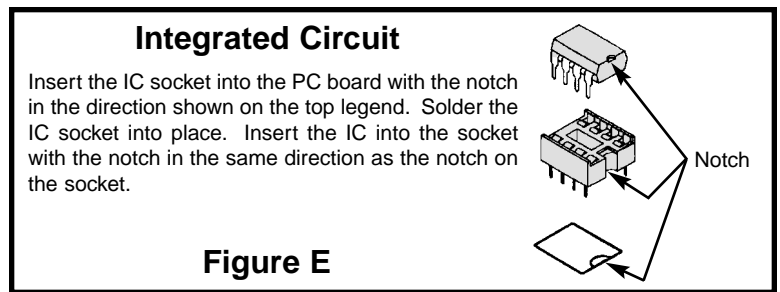 Integrated Circuit
Insert the IC socket into the PC board with the notch
in the direction shown on the top legend. Solder the
IC socket into place. Insert the IC into the socket
with the notch in the same direction as the notch on
the socket.
Notch
Figure E